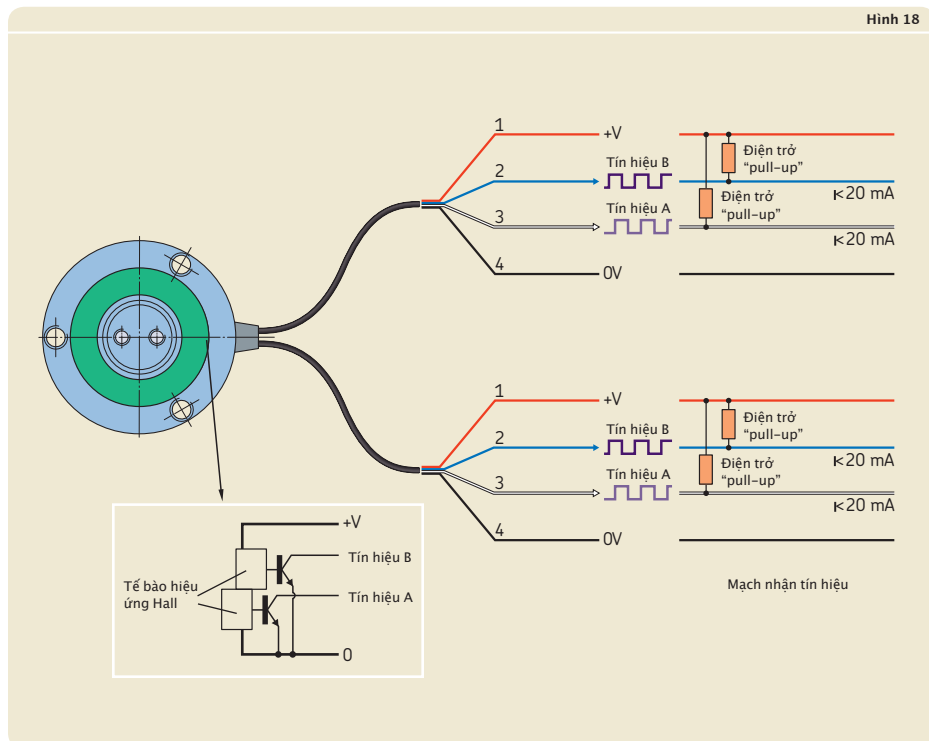 Hình 18
1
+V
Điện trở
“pull-up”
Tín hiệu B
2
I<20 mA
Điện trở
“pull-up”
Tín hiệu A
3
I<20 mA
4
0V
1
+V
Điện trở
“pull-up”
Tín hiệu B
2
I<20 mA
Điện trở
“pull-up”
Tín hiệu A
3
I<20 mA
4
0V
Mạch nhận tín hiệu
+V
Tín hiệu B
Tế bào hiệu
ứng Hall
Tín hiệu A
0